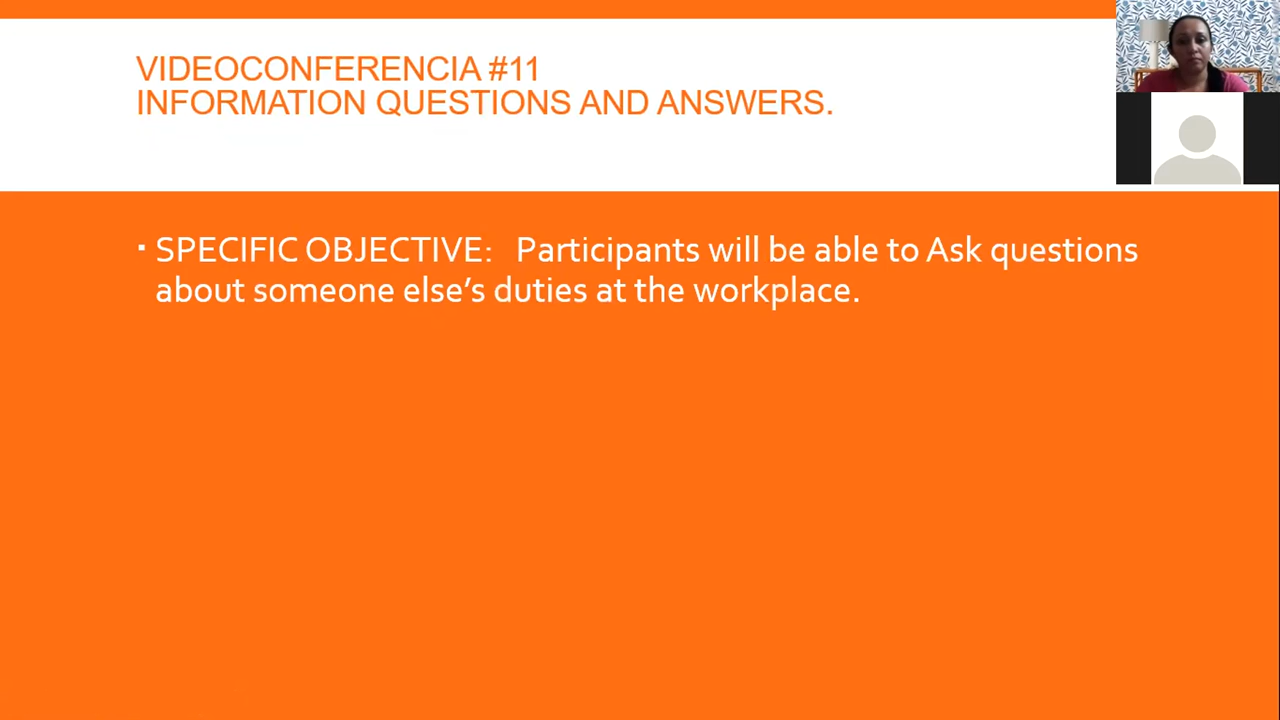 VIDEOCONFERENCIA #11
INFORMATION QUESTIONS AND ANSWERS.
▪ SPECIFIC OBJECTIVE: Participants will be able to Ask questions
about someone else’s duties at the workplace.